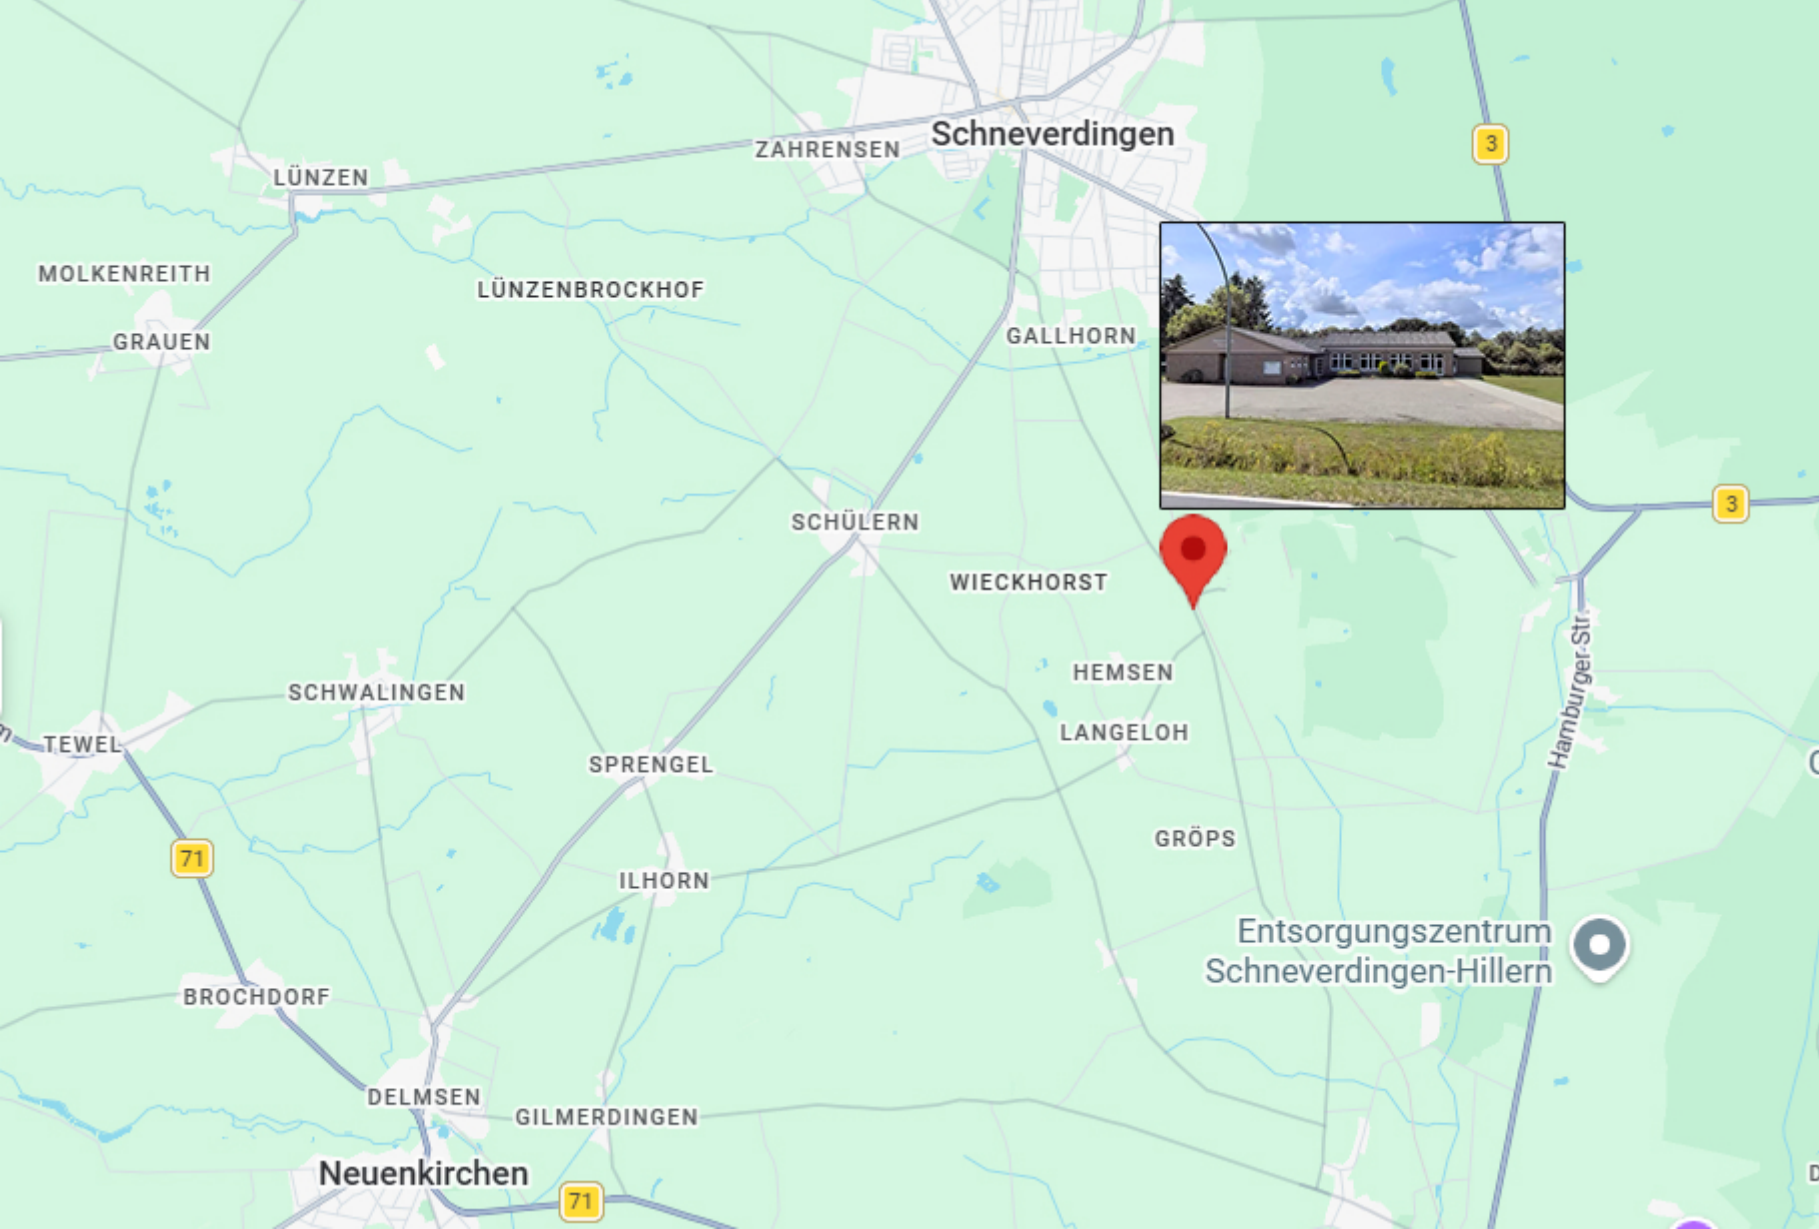 Schneverdingen
ZAHRENSEN
3
LÜNZEN
MOLKENREITH
LÜNZENBROCKHOF
GRAUEN
GALLHORN
3
SCHÜLERN
WIECKHORST
HEMSEN
Hamburger-Str.
SCHWALINGEN
LANGELOH
TEWEL
SPRENGEL
GRÖPS
71
ILHORN
Entsorgungszentrum
Schneverdingen-Hillern
BROCHDORF
DELMSEN
GILMERDINGEN
Neuenkirchen
71